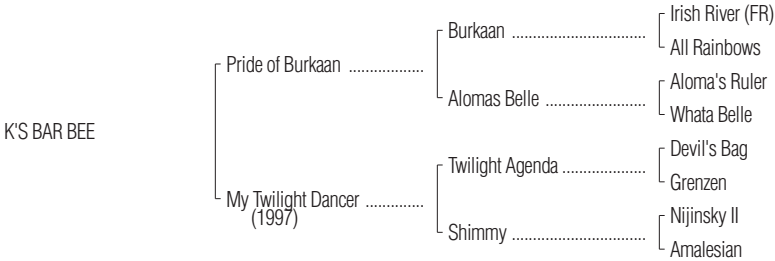 Irish River (FR)
Burkaan ................................
All Rainbows
Pride of Burkaan ..................
Aloma's Ruler
Alomas Belle ........................
Whata Belle
K'S BAR BEE
Devil's Bag
Twilight Agenda ....................
Grenzen
My Twilight Dancer ..............
(1997)
Nijinsky II
Shimmy ................................
Amalesian